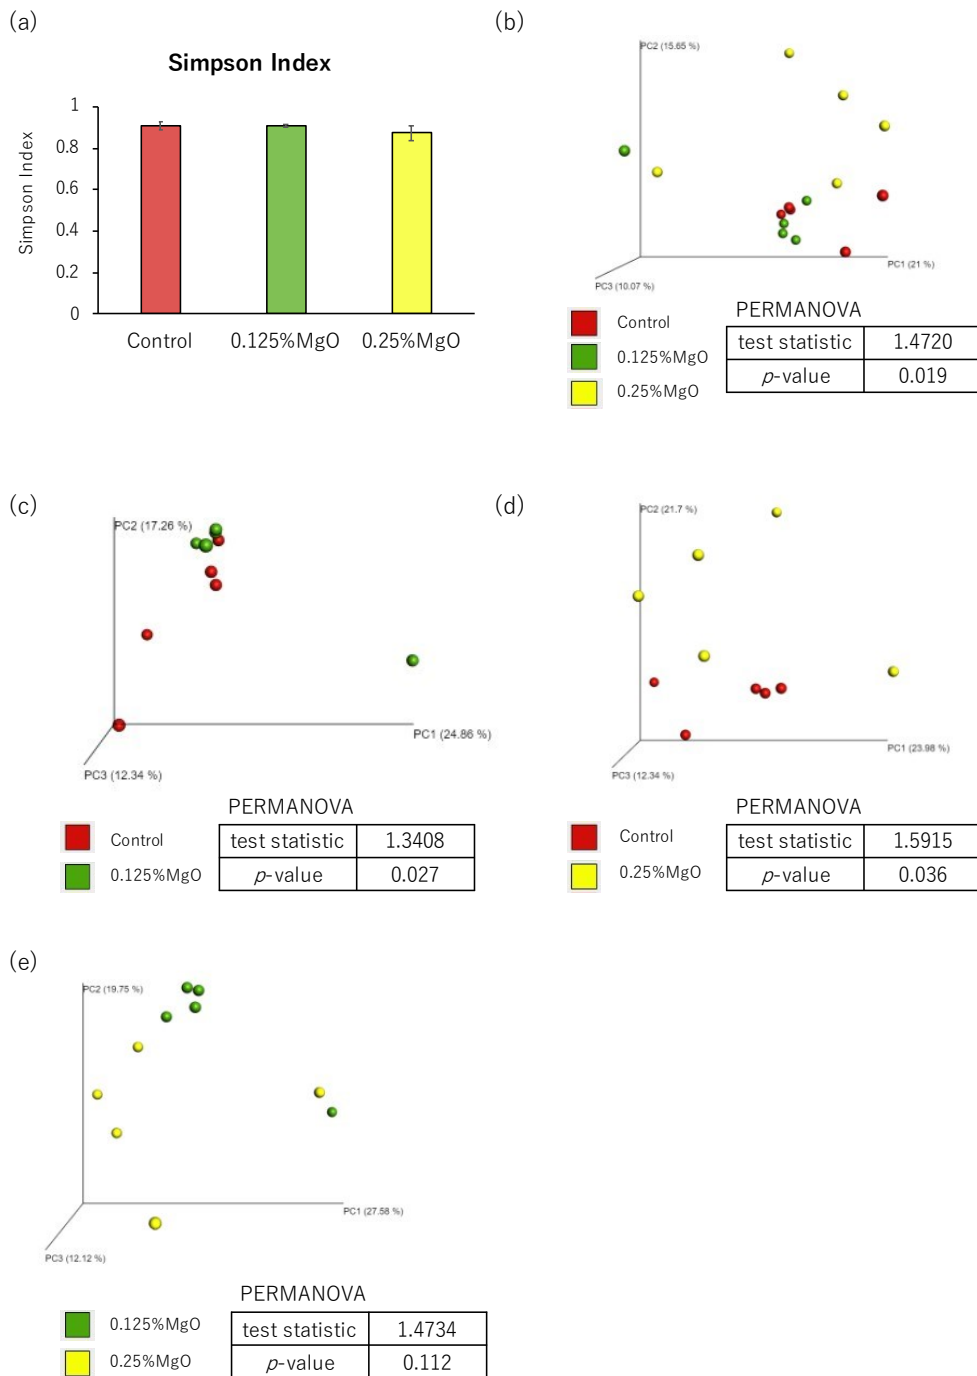 (a)
Simpson Index
Simpson Index
1
0.8
0.6
0.4
0.2
0
Control 0.125%MgO 0.25%MgO
(b)
PC2 (15.65 %)
PC1 (21 %)
PC3 (10.07 %)
Control
0.125%MgO
0.25%MgO
PERMANOVA
test statistic 1.4720
p-value 0.019
(c)
PC2 (17.26 %)
PC1 (24.86 %)
PC3 (12.34 %)
Control
0.125%MgO
PERMANOVA
test statistic 1.3408
p-value 0.027
(d)
PC2 (21.7 %)
PC1 (23.98 %)
PC3 (12.34 %)
Control
0.25%MgO
PERMANOVA
test statistic 1.5915
p-value 0.036
(e)
PC2 (19.75 %)
PC1 (27.58 %)
PC3 (12.12 %)
0.125%MgO
0.25%MgO
PERMANOVA
test statistic 1.4734
p-value 0.112